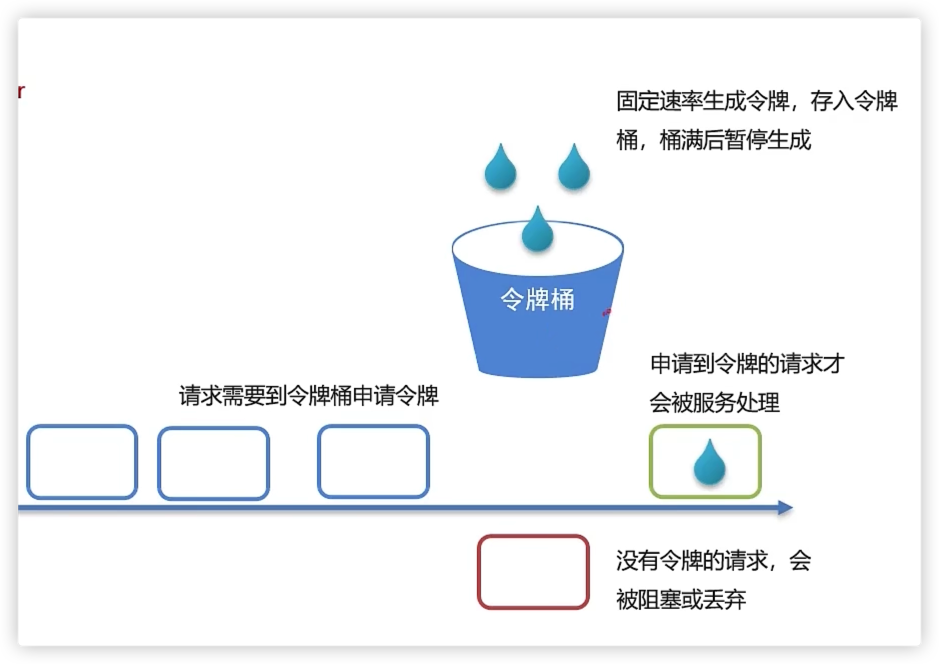 r
固定速率生成令牌，存入令牌
桶，桶满后暂停生成
令牌桶
申请到令牌的请求才
会被服务处理
请求需要到令牌桶申请令牌
没有令牌的请求，会
被阻塞或丢弃